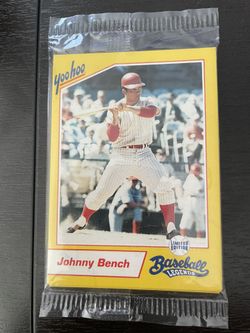 yoo-hoo
LIMITED
EDITION
Baseball
LEGENDS
Johnny Bench